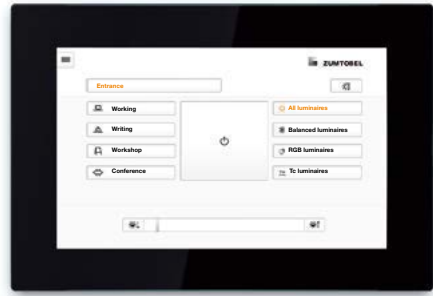 ZUMTOBEL
Entrance
Working
Writing
Workshop
Conference
All luminaires
Balanced luminaires
RGB luminaires
Tc luminaires